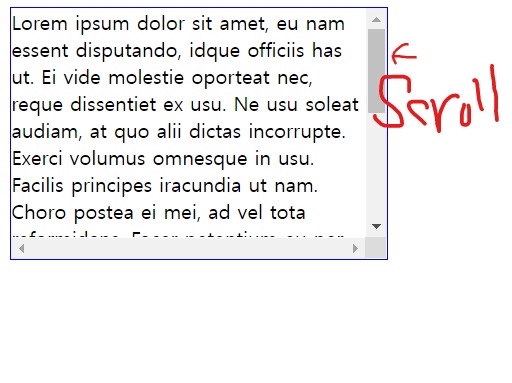 Lorem ipsum dolor sit amet, eu nam
essent disputando, idque officiis has
ut. Ei vide molestie oporteat nec,
reque dissentiet ex usu. Ne usu soleat
audiam, at quo alii dictas incorrupte.
Exerci volumus omnesque in usu.
Facilis principes iracundia ut nam.
Choro postea ei mei, ad vel tota
← Scroll